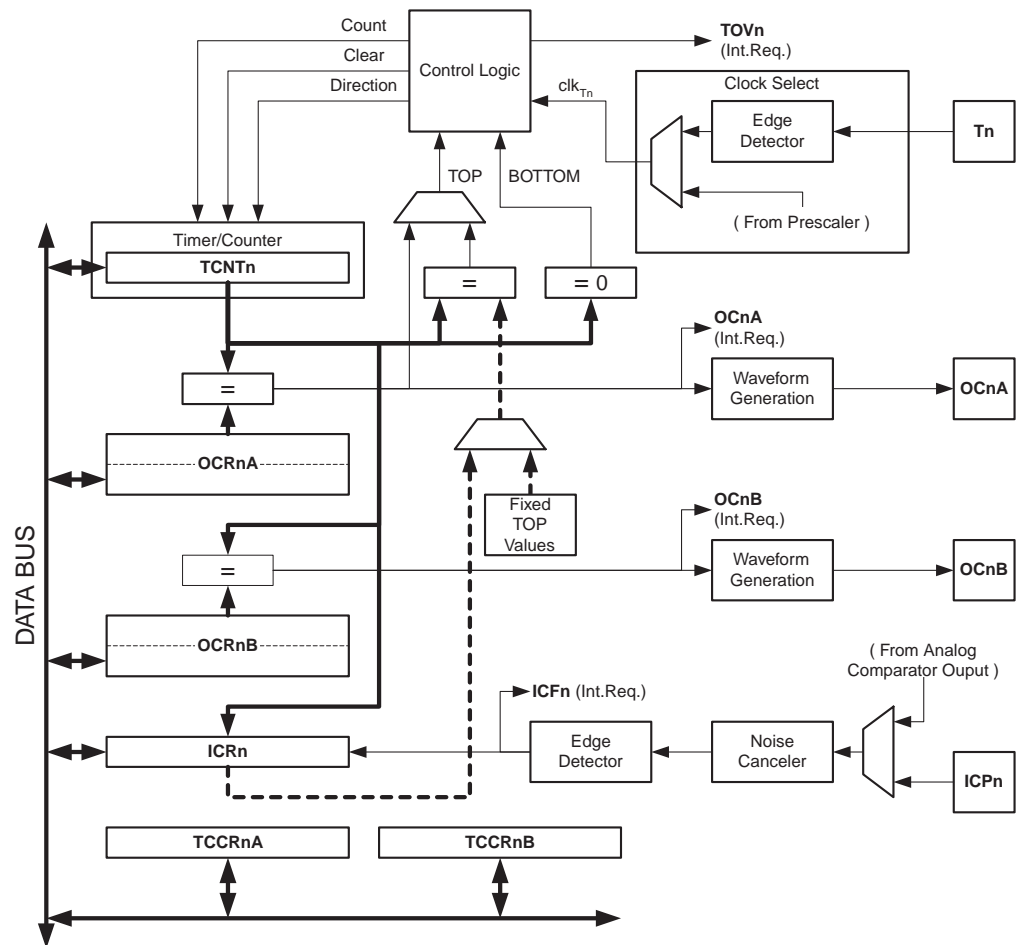 Count
Clear
Direction
Control Logic
TOVn
(Int.Req.)
clkTn
Clock Select
Edge
Detector
Tn
( From Prescaler )
TOP
BOTTOM
Timer/Counter
TCNTn
=
= 0
OCnA
(Int.Req.)
=
Waveform
Generation
OCnA
OCRnA
Fixed
TOP
Values
OCnB
(Int.Req.)
=
Waveform
Generation
OCnB
OCRnB
DATA BUS
( From Analog
Comparator Ouput )
ICFn (Int.Req.)
ICRn
Edge
Detector
Noise
Canceler
ICPn
TCCRnA
TCCRnB